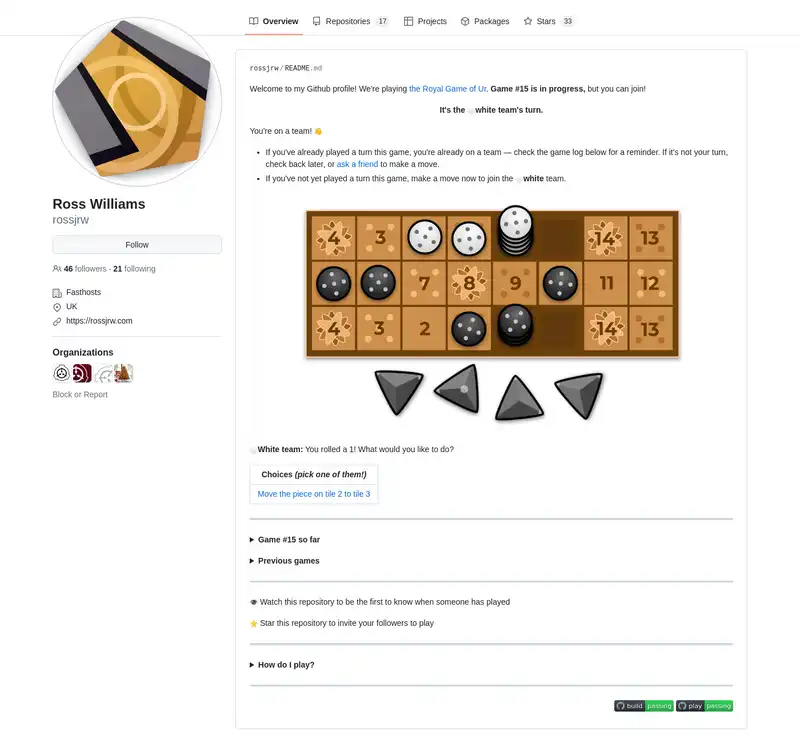 Overview Repositories 17 Projects Packages Stars 33
Ross Williams
rossjrw
Follow
46 followers · 21 following
Fasthosts
UK
https://rossjrw.com
Organizations
Block or Report
rossjrw/README.md
Welcome to my Github profile! We're playing the Royal Game of Ur. Game #15 is in progress, but you can join!
It's the white team's turn.
You're on a team! 👋
• If you've already played a turn this game, you're already on a team — check the game log below for a reminder. If it's not your turn,
check back later, or ask a friend to make a move.
• If you've not yet played a turn this game, make a move now to join the white team.
4 3 14 13
7 8 9 11 12
4 3 2 14 13
White team: You rolled a 1! What would you like to do?
Choices (pick one of them!)
Move the piece on tile 2 to tile 3
Game #15 so far
Previous games
👁 Watch this repository to be the first to know when someone has played
⭐ Star this repository to invite your followers to play
How do I play?
build passing play passing